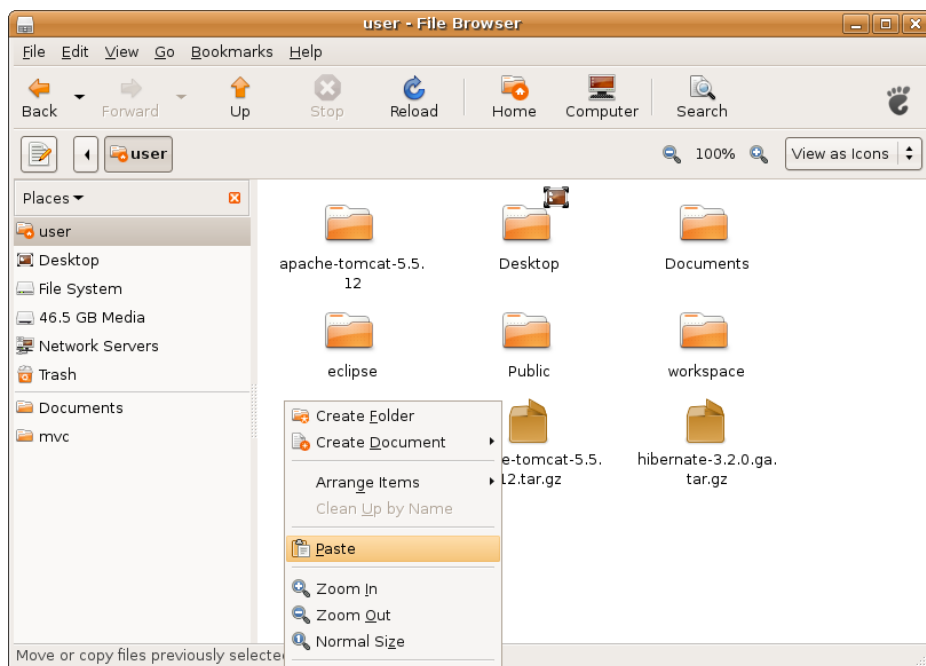 user - File Browser
File Edit View Go Bookmarks Help
Back Forward Up Stop Reload Home Computer Search
user 100% View as Icons
Places
user
Desktop
File System
46.5 GB Media
Network Servers
Trash
Documents
mvc
apache-tomcat-5.5.
12
Desktop
Documents
eclipse
Public
workspace
e-tomcat-5.5.
12.tar.gz
hibernate-3.2.0.ga.
tar.gz
Create Folder
Create Document
Arrange Items
Clean Up by Name
Paste
Zoom In
Zoom Out
Normal Size
Move or copy files previously selected